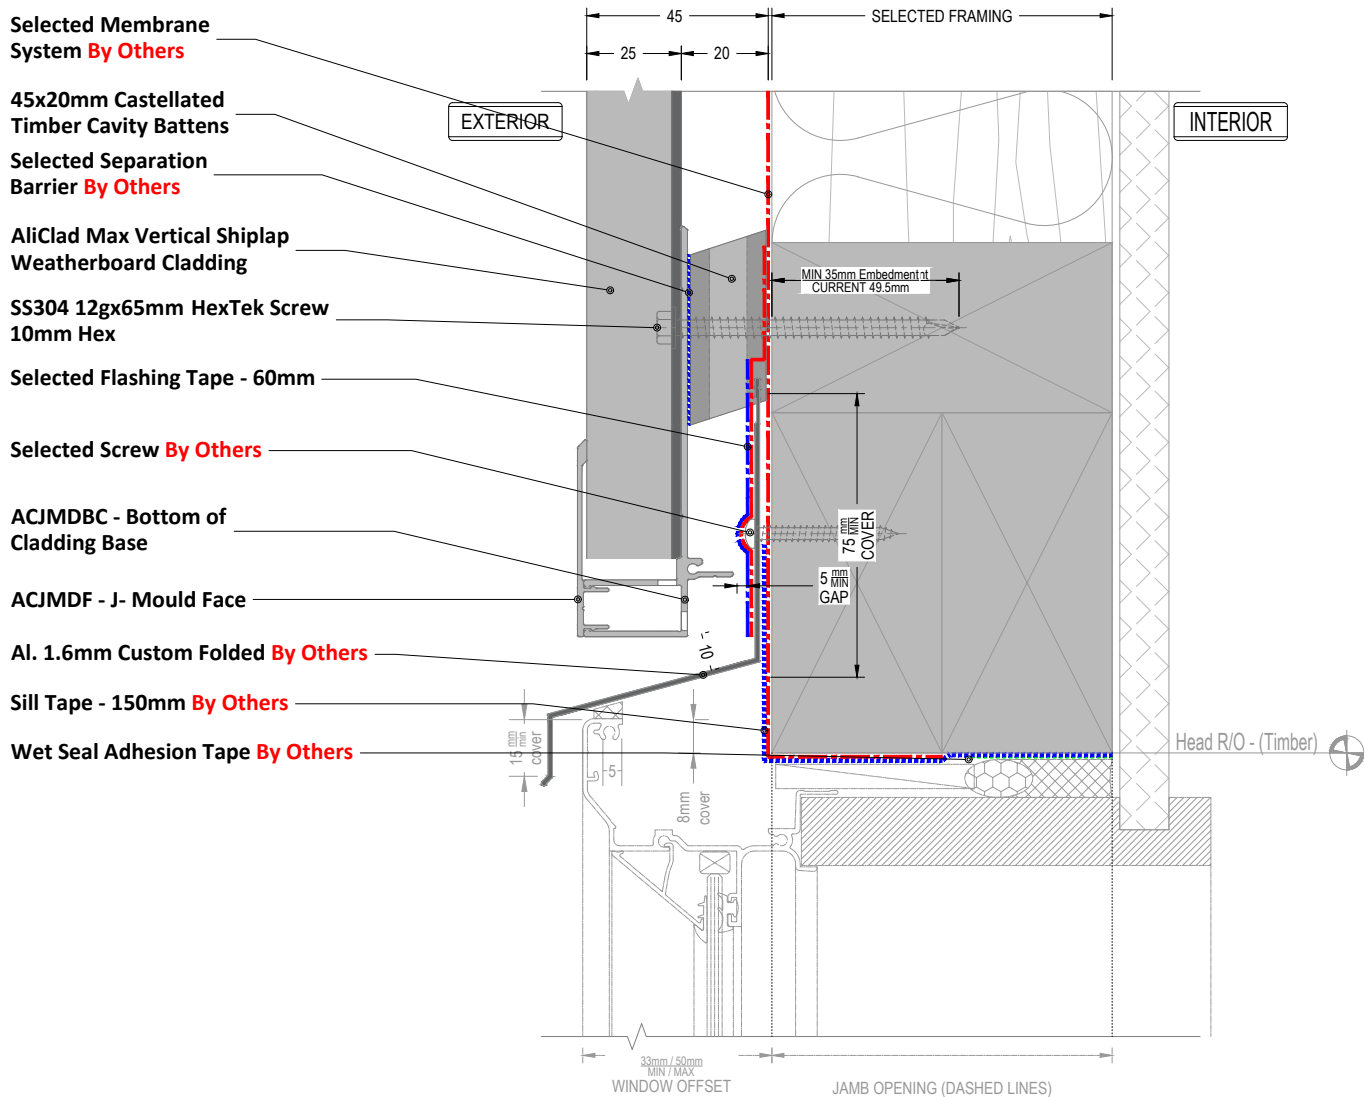 45
SELECTED FRAMING
25
20
Selected Membrane
System By Others
45x20mm Castellated
Timber Cavity Battens
EXTERIOR
INTERIOR
Selected Separation
Barrier By Others
AliClad Max Vertical Shiplap
Weatherboard Cladding
MIN 35mm Embedment
CURRENT 49.5mm
SS304 12gx65mm HexTek Screw
10mm Hex
Selected Flashing Tape - 60mm
Selected Screw By Others
75 mm MIN
COVER
ACJMDBC - Bottom of
Cladding Base
5 mm MIN
GAP
ACJMDF - J- Mould Face
10
Al. 1.6mm Custom Folded By Others
Sill Tape - 150mm By Others
15 mm min
cover
Wet Seal Adhesion Tape By Others
Head R/O - (Timber)
5
8mm
cover
33mm / 50mm
MIN / MAX
WINDOW OFFSET
JAMB OPENING (DASHED LINES)